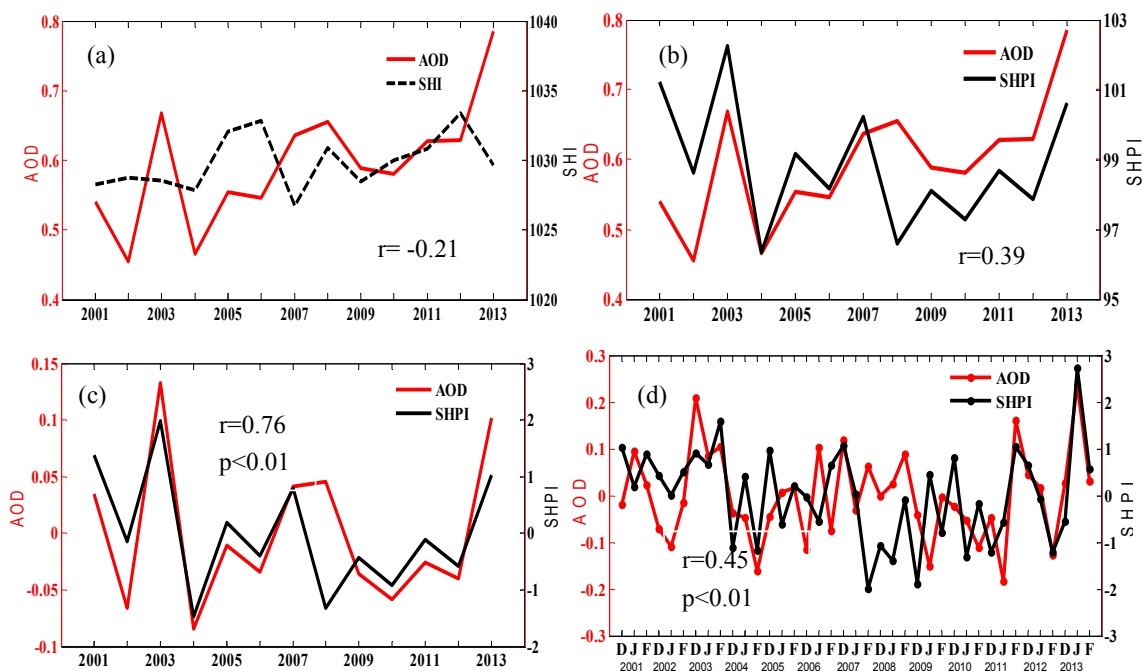 (a)
AOD
SHI
0.8
0.7
0.6
0.5
0.4
AOD
1040
1035
1030
1025
1020
SHI
r= -0.21
2001 2003 2005 2007 2009 2011 2013
(b)
AOD
SHPI
0.8
0.7
0.6
0.5
0.4
AOD
103
101
99
97
95
SHPI
r=0.39
2001 2003 2005 2007 2009 2011 2013
(c)
AOD
SHPI
r=0.76
p<0.01
0.15
0.1
0.05
0
-0.05
-0.1
AOD
3
2
1
0
-1
-2
SHPI
2001 2003 2005 2007 2009 2011 2013
(d)
AOD
SHPI
0.3
0.2
0.1
0
-0.1
-0.2
-0.3
AOD
3
2
1
0
-1
-2
-3
SHPI
r=0.45
p<0.01
D J F D J F D J F D J F D J F D J F D J F D J F D J F D J F D J F D J F D J F
2001 2002 2003 2004 2005 2006 2007 2008 2009 2010 2011 2012 2013